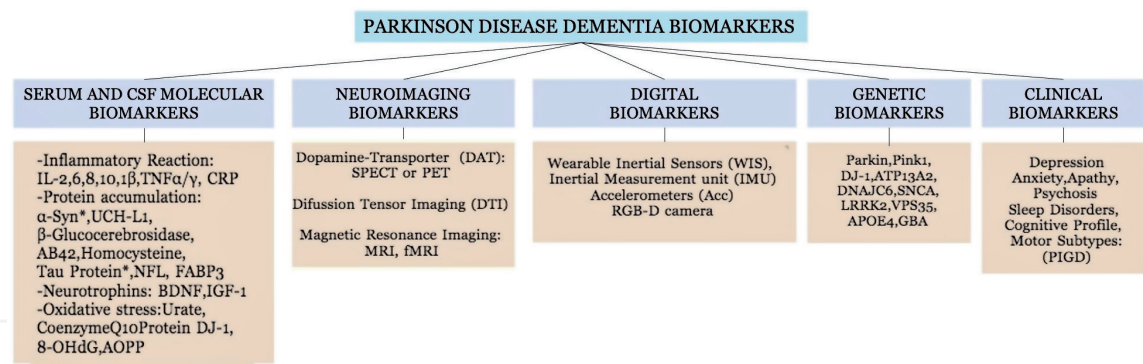 PARKINSON DISEASE DEMENTIA BIOMARKERS
SERUM AND CSF MOLECULAR
BIOMARKERS
-Inflammatory Reaction:
IL-2,6,8,10,1β,TNFα/γ, CRP
-Protein accumulation:
α-Syn*,UCH-L1,
β-Glucocerebrosidase,
AB42,Homocysteine,
Tau Protein*,NFL, FABP3
-Neurotrophins: BDNF,IGF-1
-Oxidative stress:Urate,
CoenzymeQ10Protein DJ-1,
8-OHdG,AOPP
NEUROIMAGING
BIOMARKERS
Dopamine-Transporter (DAT):
SPECT or PET
Difussion Tensor Imaging (DTI)
Magnetic Resonance Imaging:
MRI, fMRI
DIGITAL
BIOMARKERS
Wearable Inertial Sensors (WIS),
Inertial Measurement unit (IMU)
Accelerometers (Acc)
RGB-D camera
GENETIC
BIOMARKERS
Parkin,Pink1,
DJ-1,ATP13A2,
DNAJC6,SNCA,
LRRK2,VPS35,
APOE4,GBA
CLINICAL
BIOMARKERS
Depression
Anxiety,Apathy,
Psychosis
Sleep Disorders,
Cognitive Profile,
Motor Subtypes:
(PIGD)